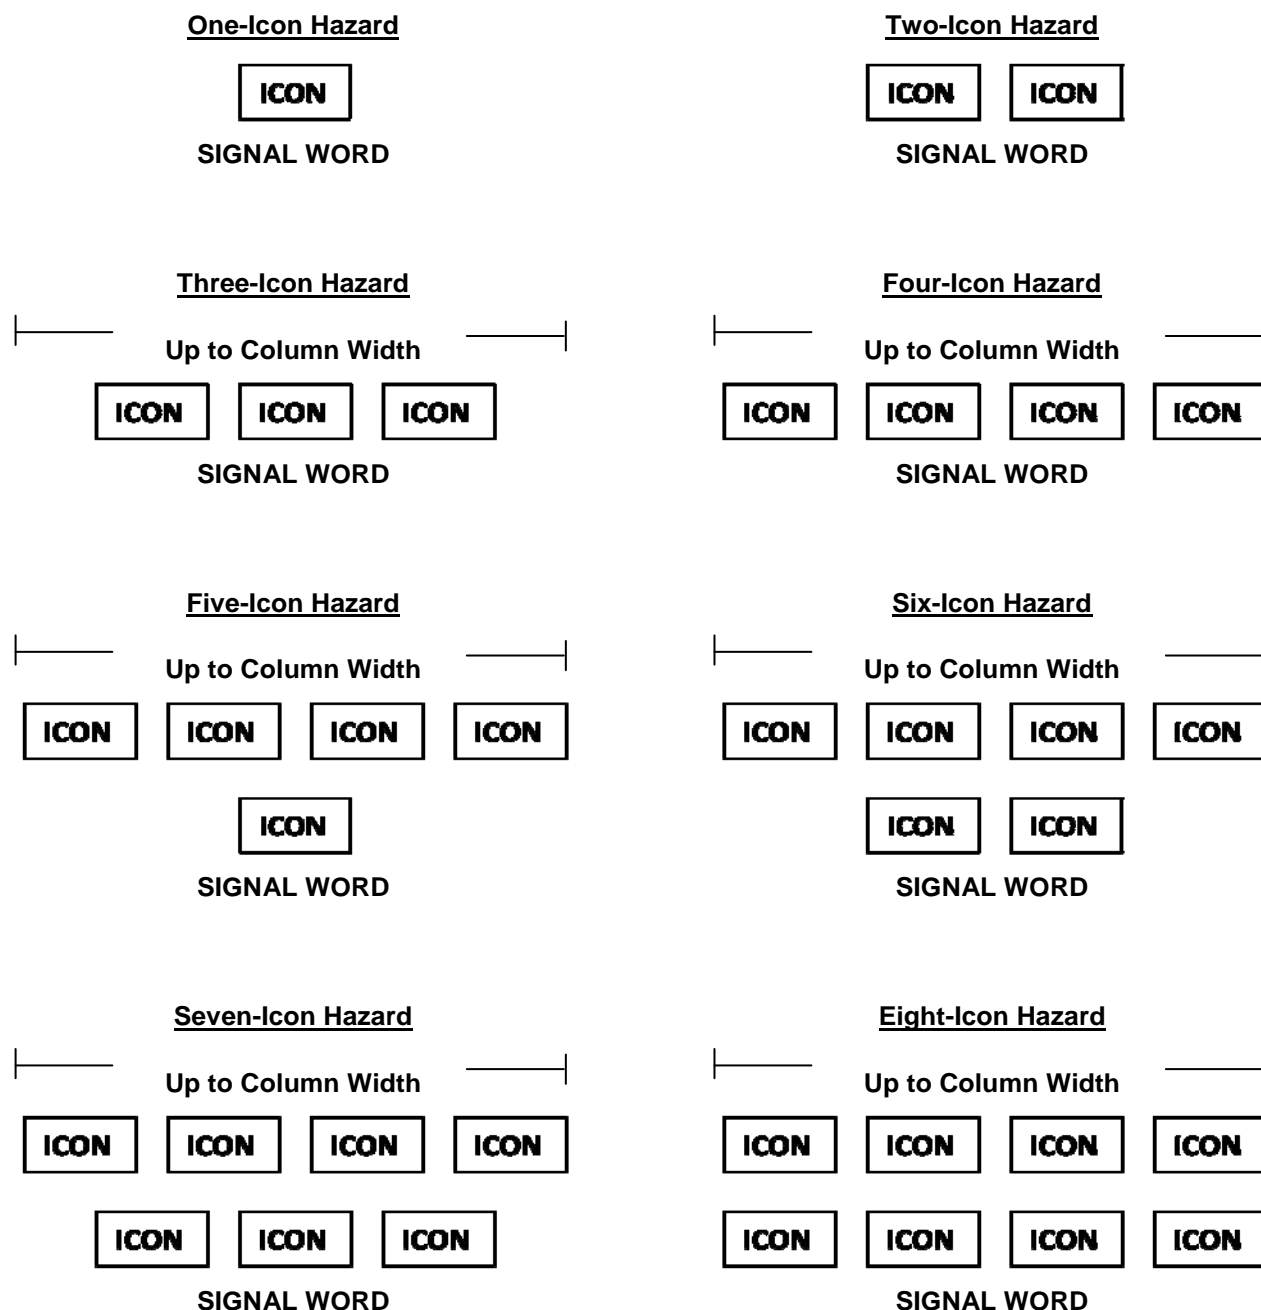 One-Icon Hazard
ICON
SIGNAL WORD
Two-Icon Hazard
ICON ICON
SIGNAL WORD
Three-Icon Hazard
Up to Column Width
ICON ICON ICON
SIGNAL WORD
Four-Icon Hazard
Up to Column Width
ICON ICON ICON ICON
SIGNAL WORD
Five-Icon Hazard
Up to Column Width
ICON ICON ICON ICON
ICON
SIGNAL WORD
Six-Icon Hazard
Up to Column Width
ICON ICON ICON ICON
ICON ICON
SIGNAL WORD
Seven-Icon Hazard
Up to Column Width
ICON ICON ICON ICON
ICON ICON ICON
SIGNAL WORD
Eight-Icon Hazard
Up to Column Width
ICON ICON ICON ICON
ICON ICON ICON ICON
SIGNAL WORD